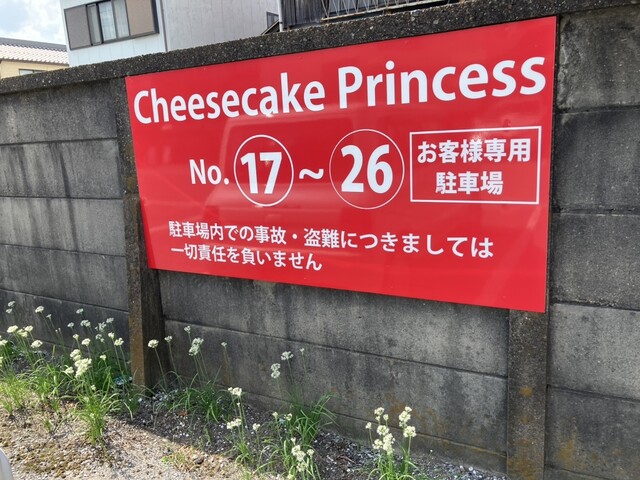 Cheesecake Princess
No. 17 ~ 26
お客様専用
駐車場
駐車場内での事故・盗難につきましては
一切責任を負いません